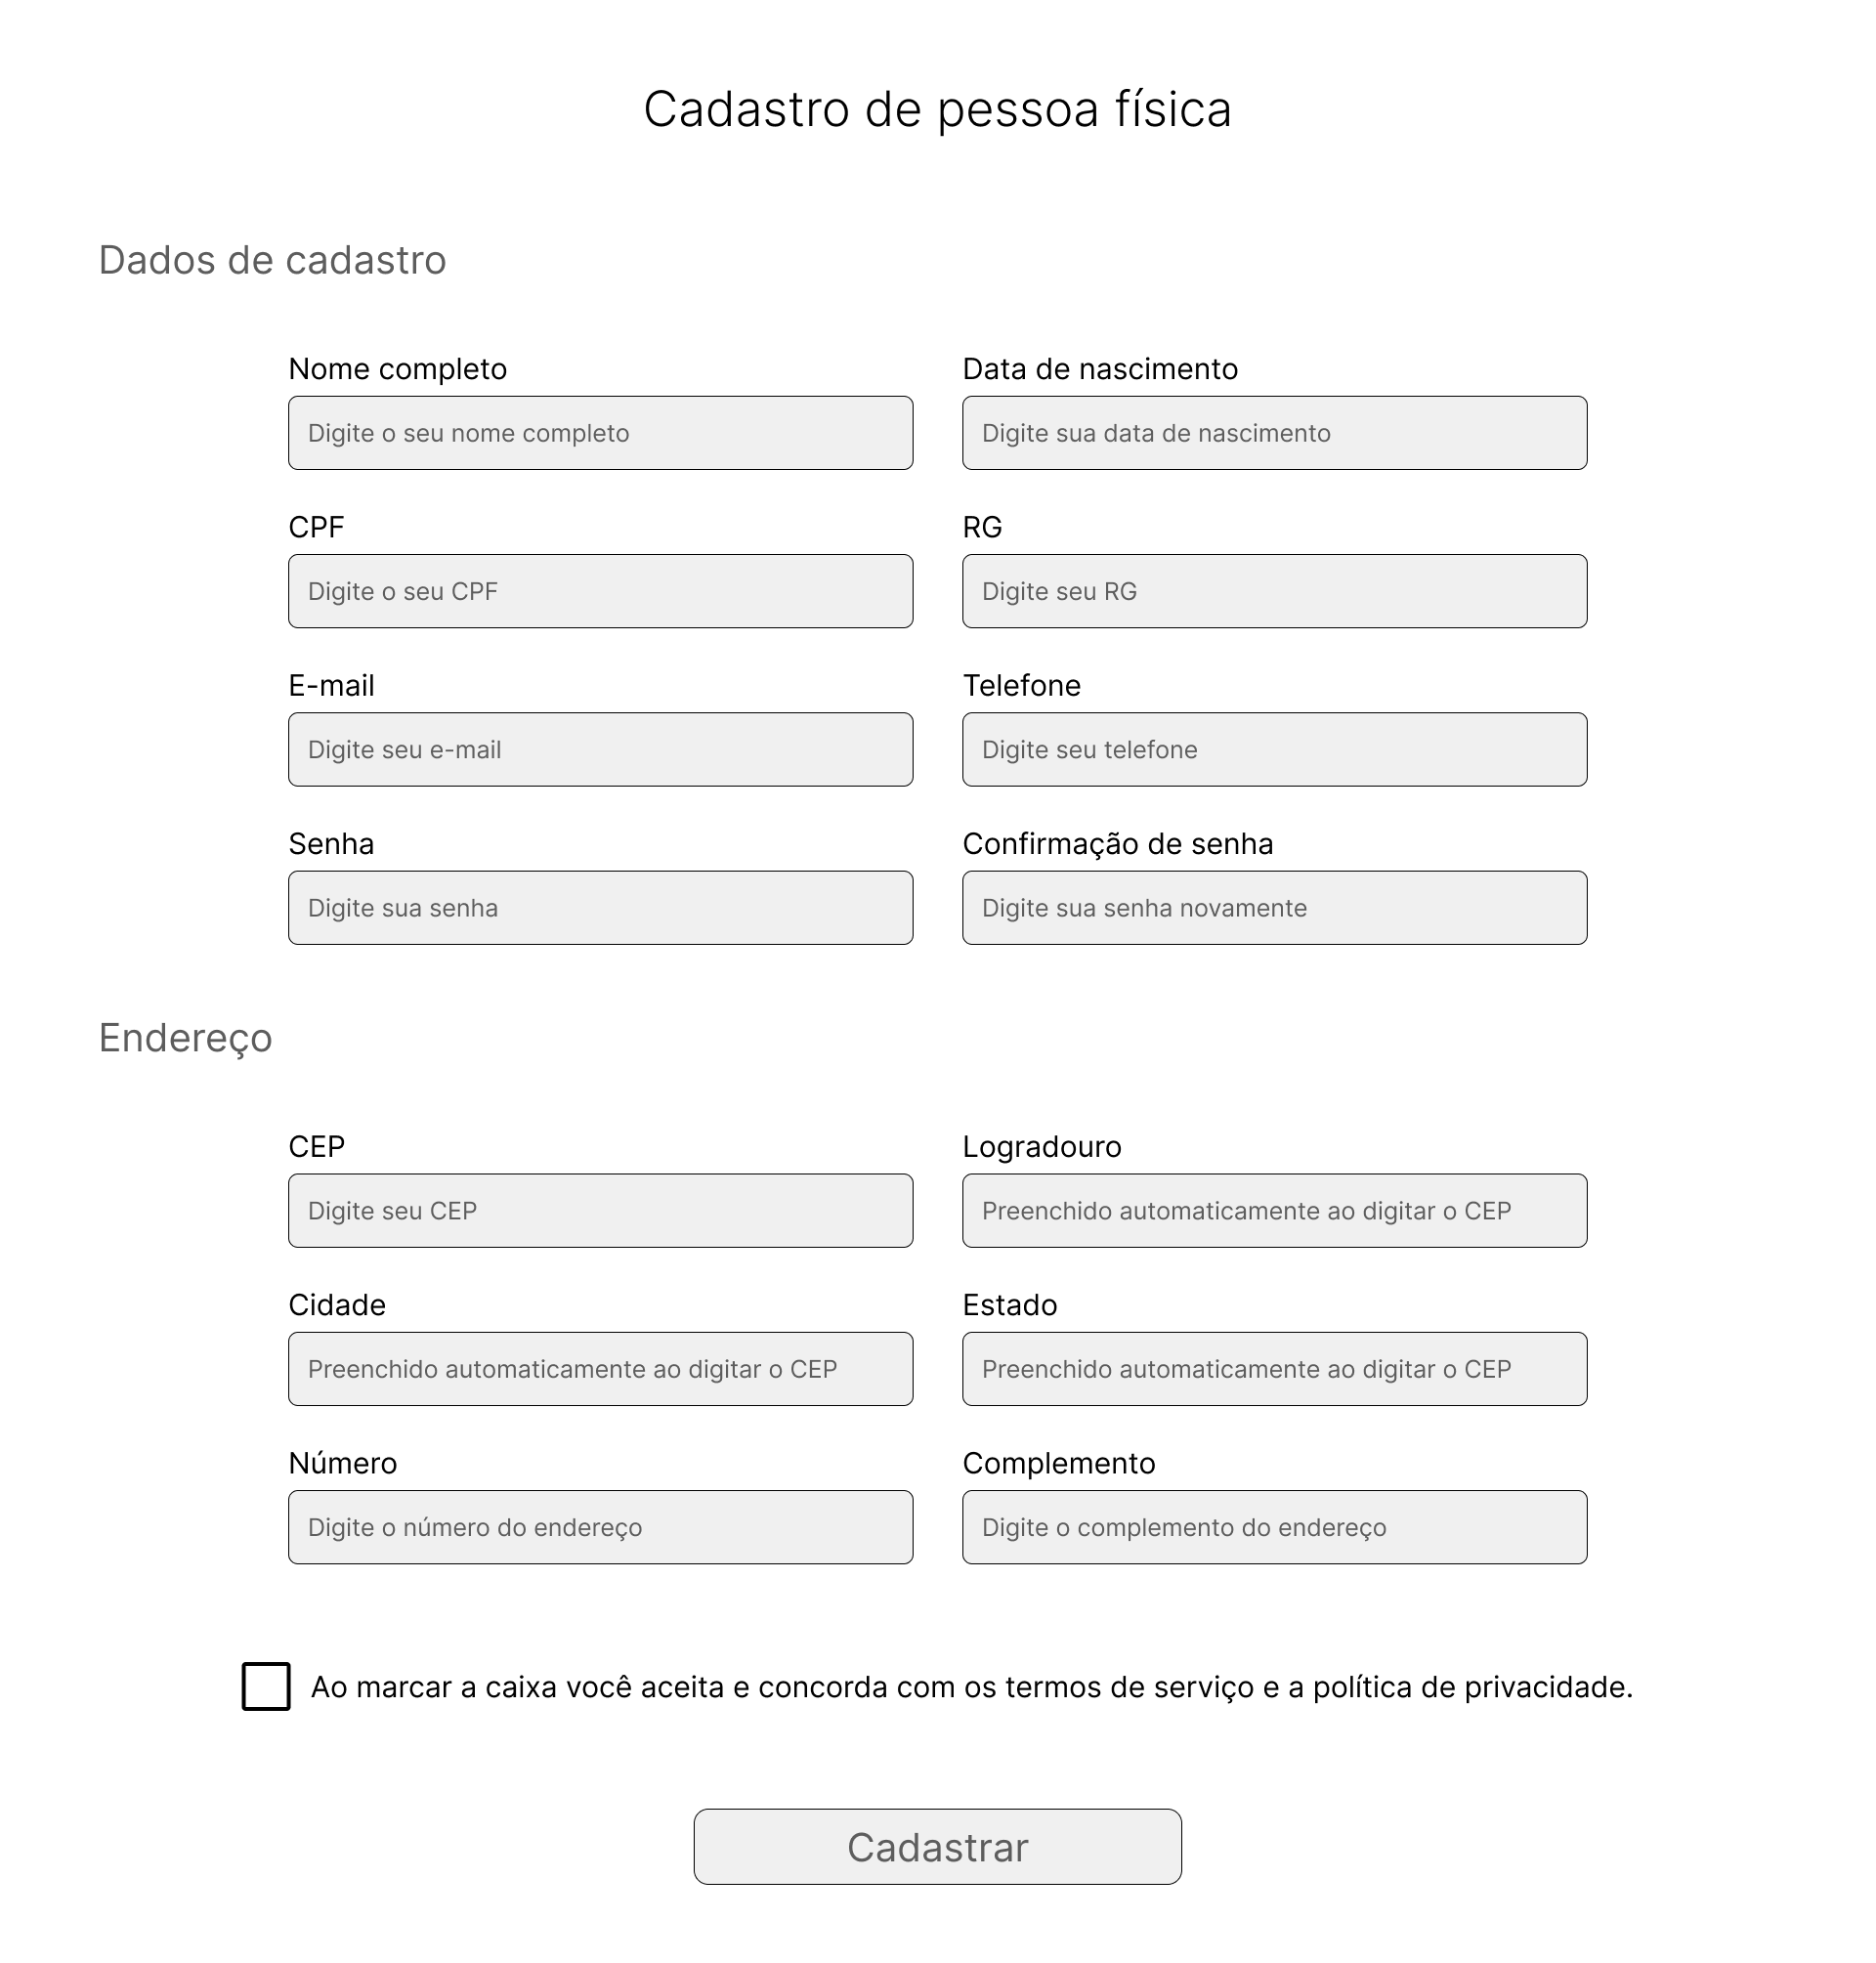 Cadastro de pessoa física
Dados de cadastro
Nome completo
Digite o seu nome completo
Data de nascimento
Digite sua data de nascimento
CPF
Digite o seu CPF
RG
Digite seu RG
E-mail
Digite seu e-mail
Telefone
Digite seu telefone
Senha
Digite sua senha
Confirmação de senha
Digite sua senha novamente
Endereço
CEP
Digite seu CEP
Logradouro
Preenchido automaticamente ao digitar o CEP
Cidade
Preenchido automaticamente ao digitar o CEP
Estado
Preenchido automaticamente ao digitar o CEP
Número
Digite o número do endereço
Complemento
Digite o complemento do endereço
Ao marcar a caixa você aceita e concorda com os termos de serviço e a política de privacidade.
Cadastrar